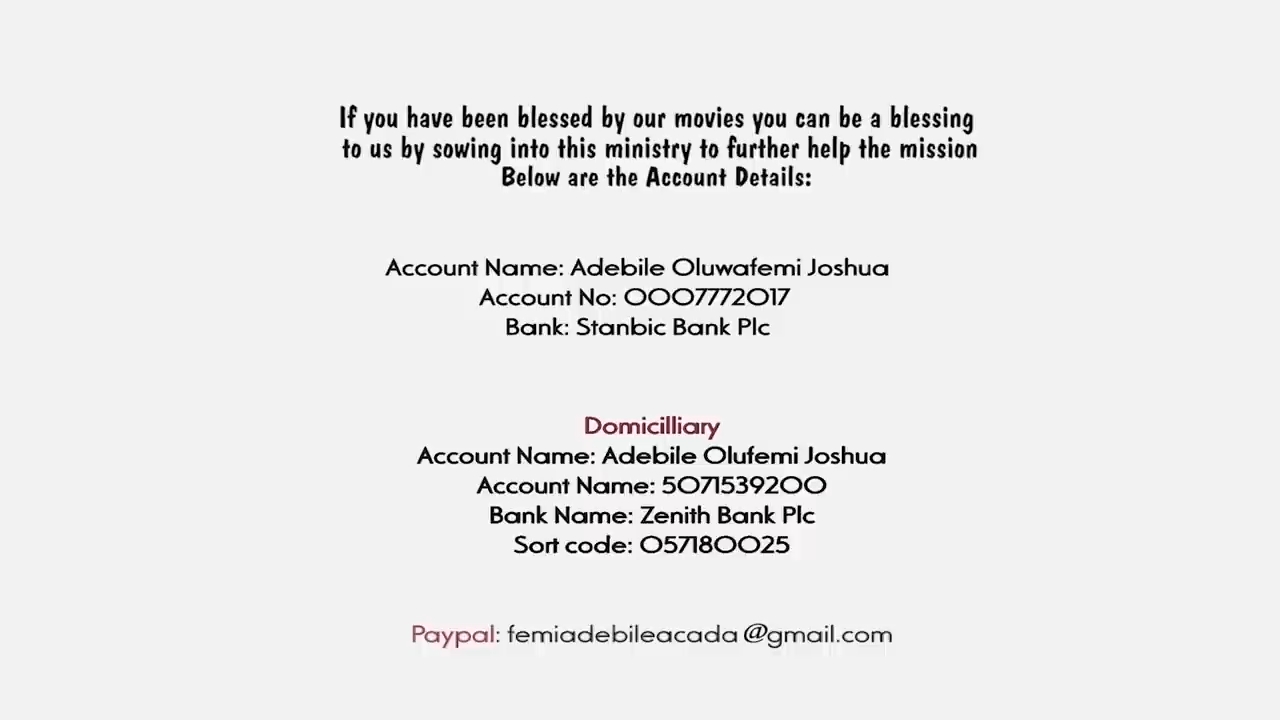 If you have been blessed by our movies you can be a blessing
to us by sowing into this ministry to further help the mission
Below are the Account Details:
Account Name: Adebile Oluwafemi Joshua
Account No: 0007772017
Bank: Stanbic Bank Plc
Domicilliary
Account Name: Adebile Olufemi Joshua
Account Name: 5071539200
Bank Name: Zenith Bank Plc
Sort code: 057180025
Paypal: femiadebileacada@gmail.com